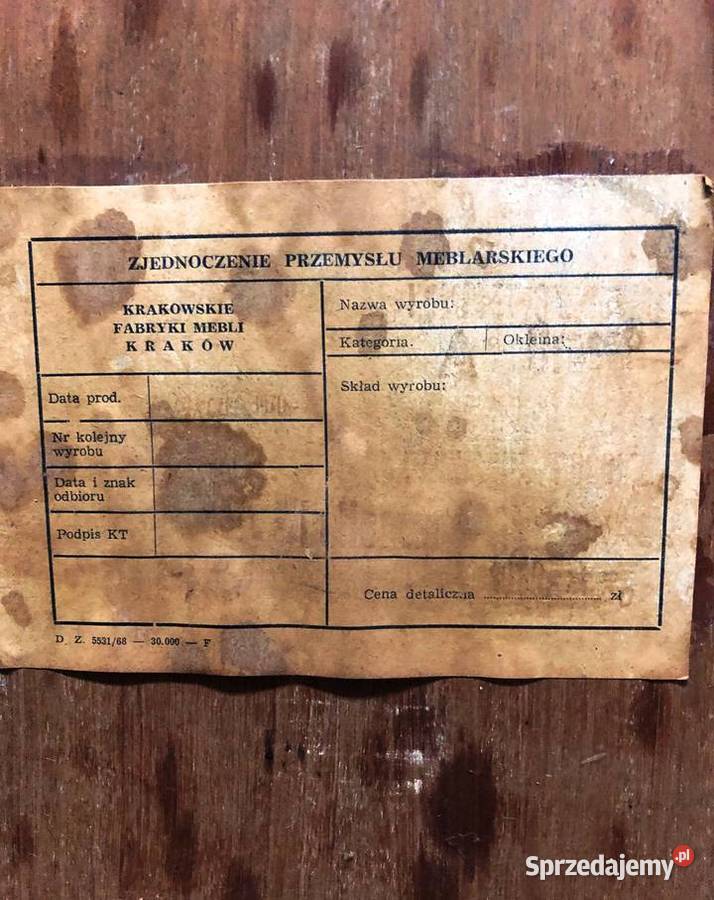 ZJEDNOCZENIE PRZEMYSŁU MEBLARSKIEGO
KRAKOWSKIE
FABRYKI MEBLI
KRAKÓW
Data prod.
Nr kolejny
wyrobu
Data i znak
odbioru
Podpis KT
Nazwa wyrobu:
Kategoria.
Okleina:
Skład wyrobu:
Cena detaliczna ........................ zł
D. Z. 5531/68 — 30.000 — F
Sprzedajemy.pl